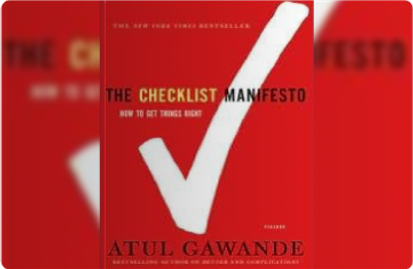 THE NEW YORK TIMES BESTSELLER
THE CHECKLIST MANIFESTO
HOW TO GET THINGS RIGHT
PICADOR
ATUL GAWANDE
BESTSELLING AUTHOR OF BETTER AND COMPLICATIONS